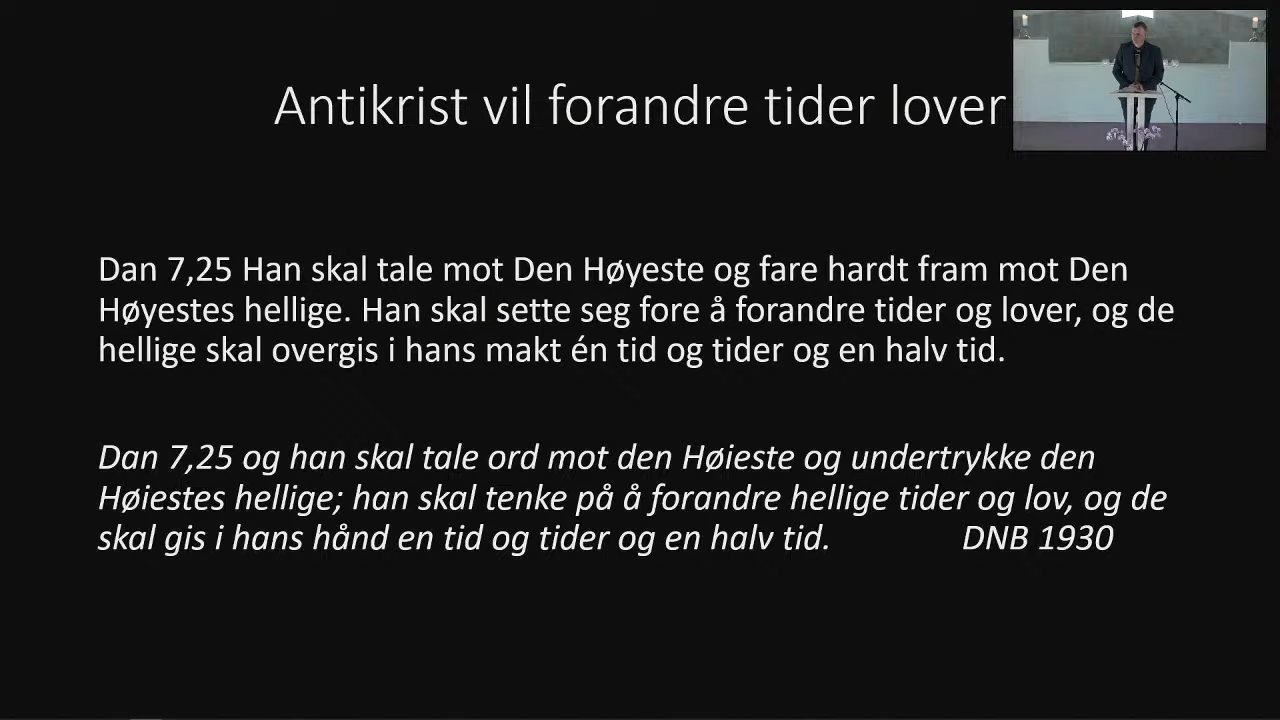 Antikrist vil forandre tider lover
Dan 7,25 Han skal tale mot Den Høyeste og fare hardt fram mot Den
Høyestes hellige. Han skal sette seg fore å forandre tider og lover, og de
hellige skal overgis i hans makt én tid og tider og en halv tid.
Dan 7,25 og han skal tale ord mot den Høieste og undertrykke den
Høiestes hellige; han skal tenke på å forandre hellige tider og lov, og de
skal gis i hans hånd en tid og tider og en halv tid. DNB 1930